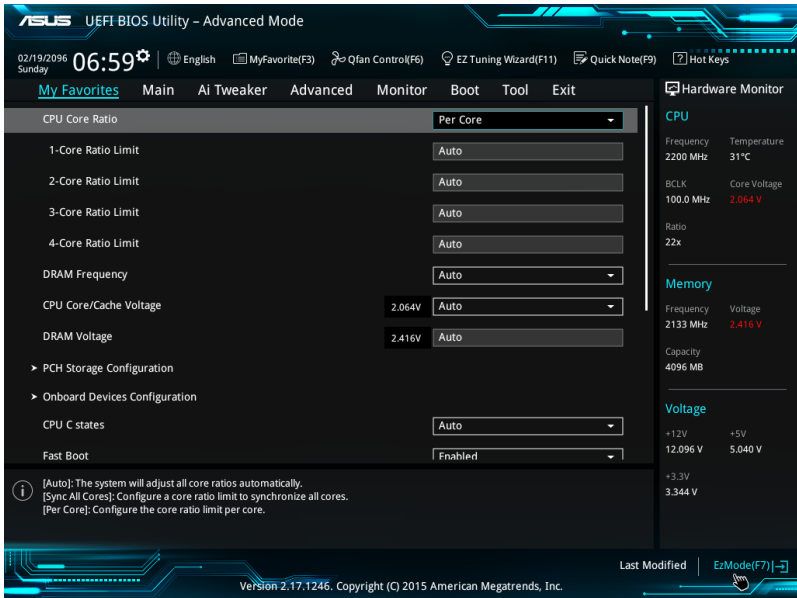 ASUS UEFI BIOS Utility – Advanced Mode
02/19/2096 Sunday 06:59 English MyFavorite(F3) Qfan Control(F6) EZ Tuning Wizard(F11) Quick Note(F9) ? Hot Keys
My Favorites Main Ai Tweaker Advanced Monitor Boot Tool Exit
Hardware Monitor
CPU Core Ratio Per Core
1-Core Ratio Limit Auto
2-Core Ratio Limit Auto
3-Core Ratio Limit Auto
4-Core Ratio Limit Auto
DRAM Frequency Auto
CPU Core/Cache Voltage 2.064V Auto
DRAM Voltage 2.416V Auto
PCH Storage Configuration
Onboard Devices Configuration
CPU C states Auto
Fast Boot Enabled
[Auto]: The system will adjust all core ratios automatically.
[Sync All Cores]: Configure a core ratio limit to synchronize all cores.
[Per Core]: Configure the core ratio limit per core.
CPU
Frequency Temperature
2200 MHz 31°C
BCLK Core Voltage
100.0 MHz 2.064 V
Ratio
22x
Memory
Frequency Voltage
2133 MHz 2.416 V
Capacity
4096 MB
Voltage
+12V +5V
12.096 V 5.040 V
+3.3V
3.344 V
Last Modified EzMode(F7)
Version 2.17.1246. Copyright (C) 2015 American Megatrends, Inc.